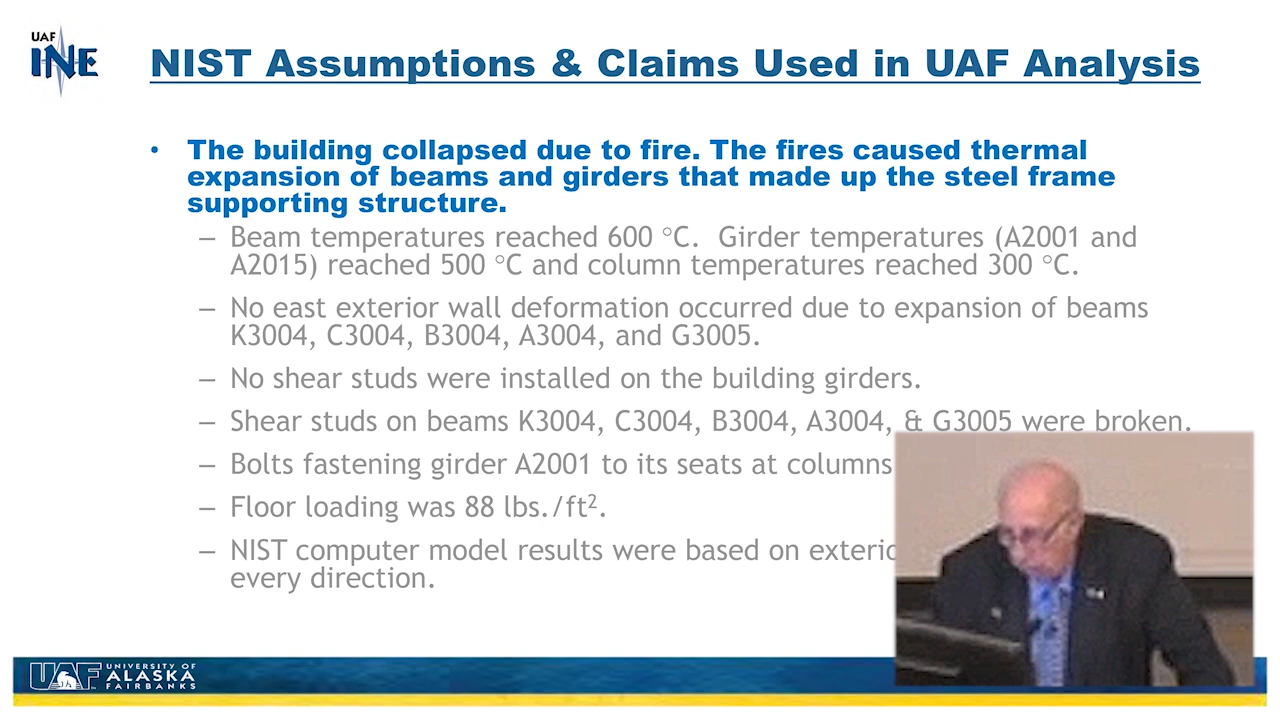 UAF
INE
NIST Assumptions & Claims Used in UAF Analysis
• The building collapsed due to fire. The fires caused thermal
expansion of beams and girders that made up the steel frame
supporting structure.
– Beam temperatures reached 600 °C. Girder temperatures (A2001 and
A2015) reached 500 °C and column temperatures reached 300 °C.
– No east exterior wall deformation occurred due to expansion of beams
K3004, C3004, B3004, A3004, and G3005.
– No shear studs were installed on the building girders.
– Shear studs on beams K3004, C3004, B3004, A3004, & G3005 were broken.
– Bolts fastening girder A2001 to its seats at columns
– Floor loading was 88 lbs./ft².
– NIST computer model results were based on
every direction.
UAF UNIVERSITY OF
ALASKA
FAIRBANKS